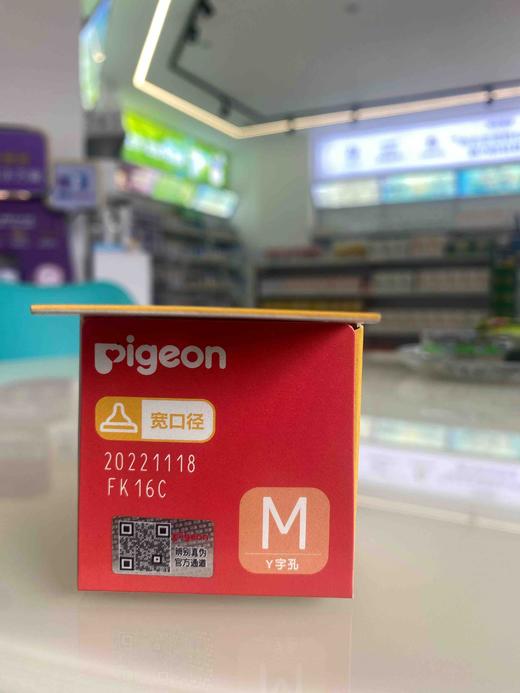 pigeon
宽口径
20221118
FK16C
M
Y字孔
pigeon
辨别真伪
官方通道